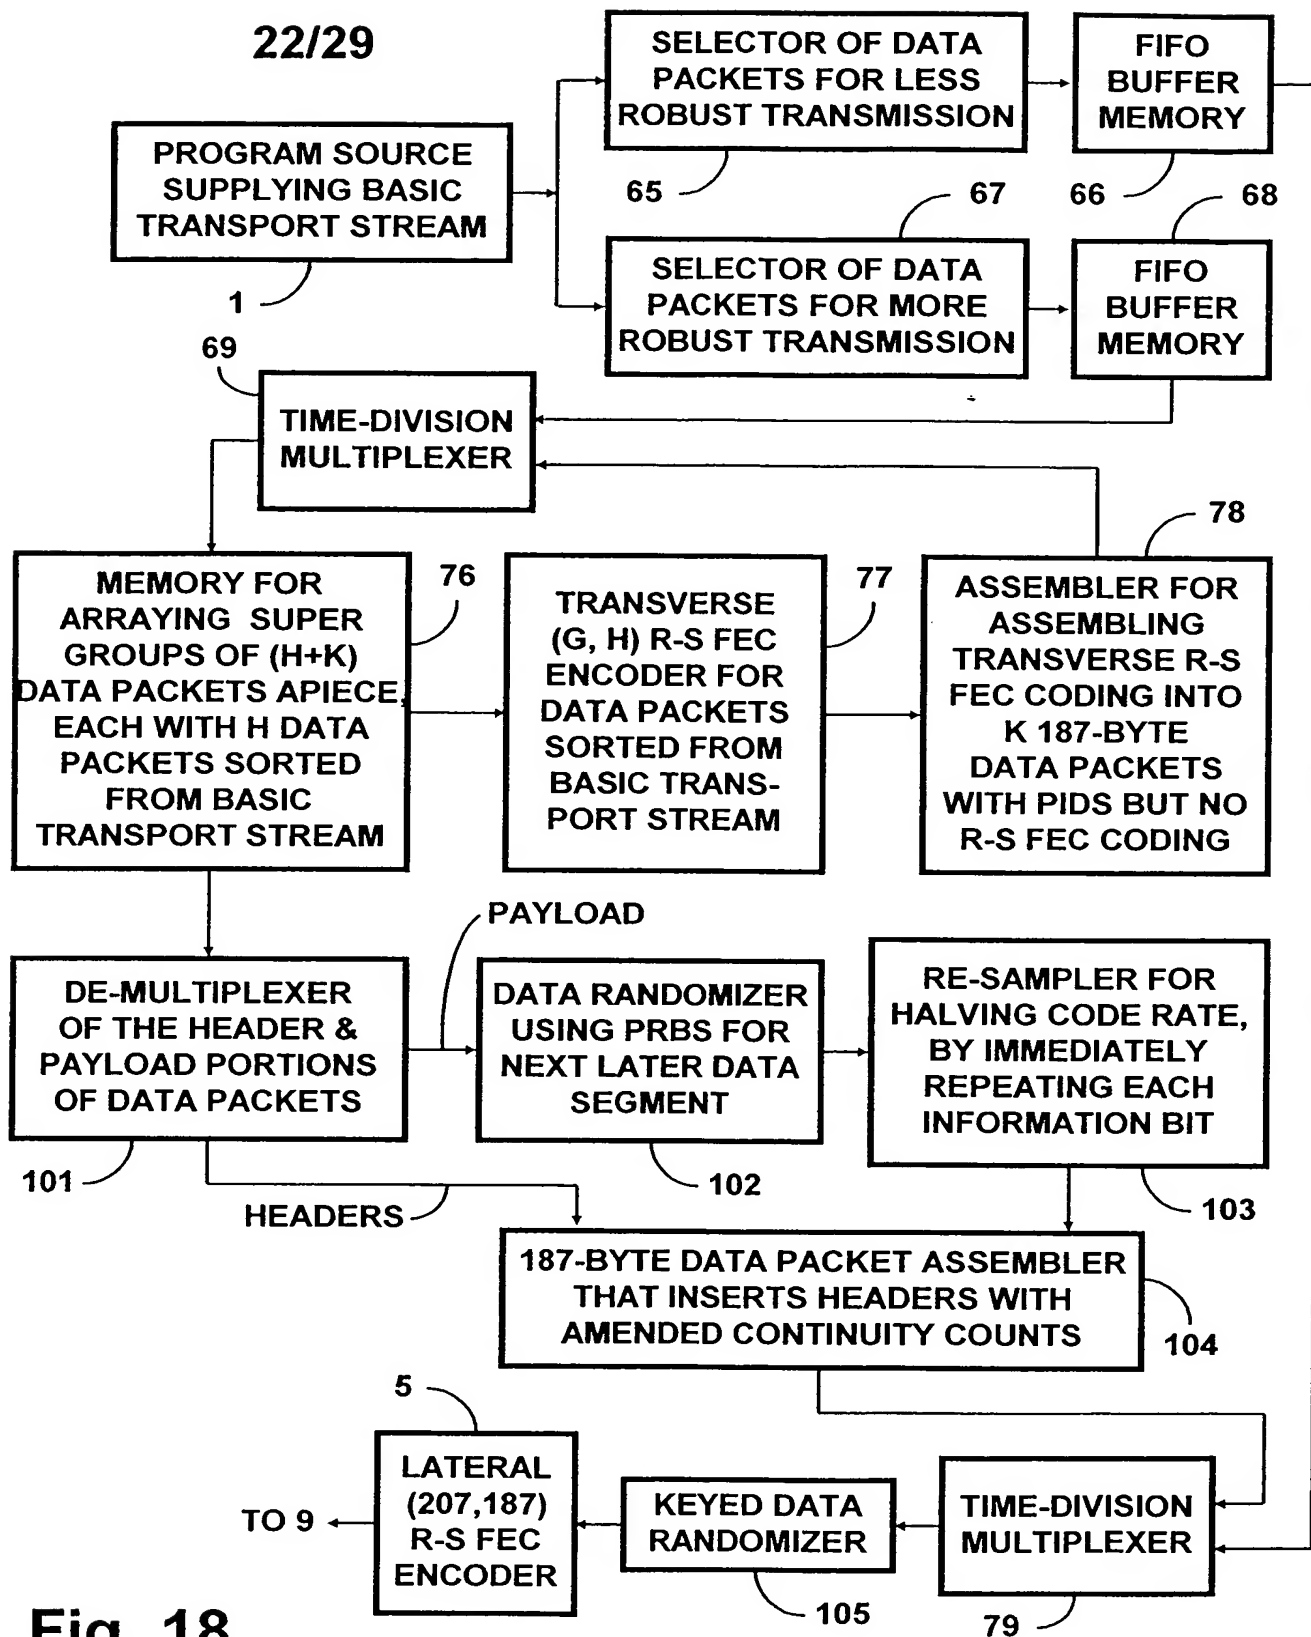 22/29
PROGRAM SOURCE
SUPPLYING BASIC
TRANSPORT STREAM
1
SELECTOR OF DATA
PACKETS FOR LESS
ROBUST TRANSMISSION
65
FIFO
BUFFER
MEMORY
66
67
SELECTOR OF DATA
PACKETS FOR MORE
ROBUST TRANSMISSION
68
FIFO
BUFFER
MEMORY
69
TIME-DIVISION
MULTIPLEXER
MEMORY FOR
ARRAYING SUPER
GROUPS OF (H+K)
DATA PACKETS APIECE,
EACH WITH H DATA
PACKETS SORTED
FROM BASIC
TRANSPORT STREAM
76
TRANSVERSE
(G, H) R-S FEC
ENCODER FOR
DATA PACKETS
SORTED FROM
BASIC TRANS-
PORT STREAM
77
78
ASSEMBLER FOR
ASSEMBLING
TRANSVERSE R-S
FEC CODING INTO
K 187-BYTE
DATA PACKETS
WITH PIDS BUT NO
R-S FEC CODING
PAYLOAD
DE-MULTIPLEXER
OF THE HEADER &
PAYLOAD PORTIONS
OF DATA PACKETS
101
DATA RANDOMIZER
USING PRBS FOR
NEXT LATER DATA
SEGMENT
102
RE-SAMPLER FOR
HALVING CODE RATE,
BY IMMEDIATELY
REPEATING EACH
INFORMATION BIT
103
HEADERS
187-BYTE DATA PACKET ASSEMBLER
THAT INSERTS HEADERS WITH
AMENDED CONTINUITY COUNTS
104
5
LATERAL
(207,187)
R-S FEC
ENCODER
TO 9
KEYED DATA
RANDOMIZER
105
TIME-DIVISION
MULTIPLEXER
79
Fig. 18